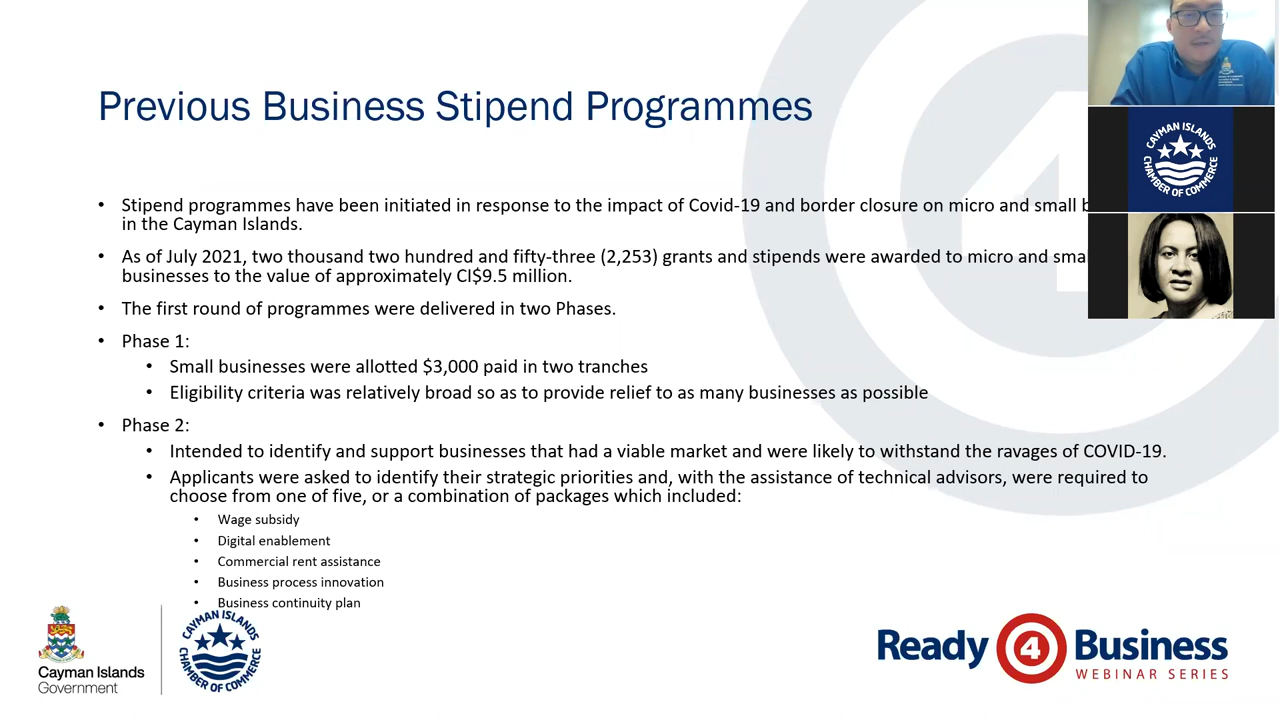 Previous Business Stipend Programmes
• Stipend programmes have been initiated in response to the impact of Covid-19 and border closure on micro and small
in the Cayman Islands.
• As of July 2021, two thousand two hundred and fifty-three (2,253) grants and stipends were awarded to micro and
businesses to the value of approximately CI$9.5 million.
• The first round of programmes were delivered in two Phases.
• Phase 1:
• Small businesses were allotted $3,000 paid in two tranches
• Eligibility criteria was relatively broad so as to provide relief to as many businesses as possible
• Phase 2:
• Intended to identify and support businesses that had a viable market and were likely to withstand the ravages of COVID-19.
• Applicants were asked to identify their strategic priorities and, with the assistance of technical advisors, were required to
choose from one of five, or a combination of packages which included:
• Wage subsidy
• Digital enablement
• Commercial rent assistance
• Business process innovation
• Business continuity plan
CAYMAN ISLANDS
CHAMBER OF COMMERCE
Cayman Islands
Government
CAYMAN ISLANDS
CHAMBER OF COMMERCE
Ready 4 Business
WEBINAR SERIES